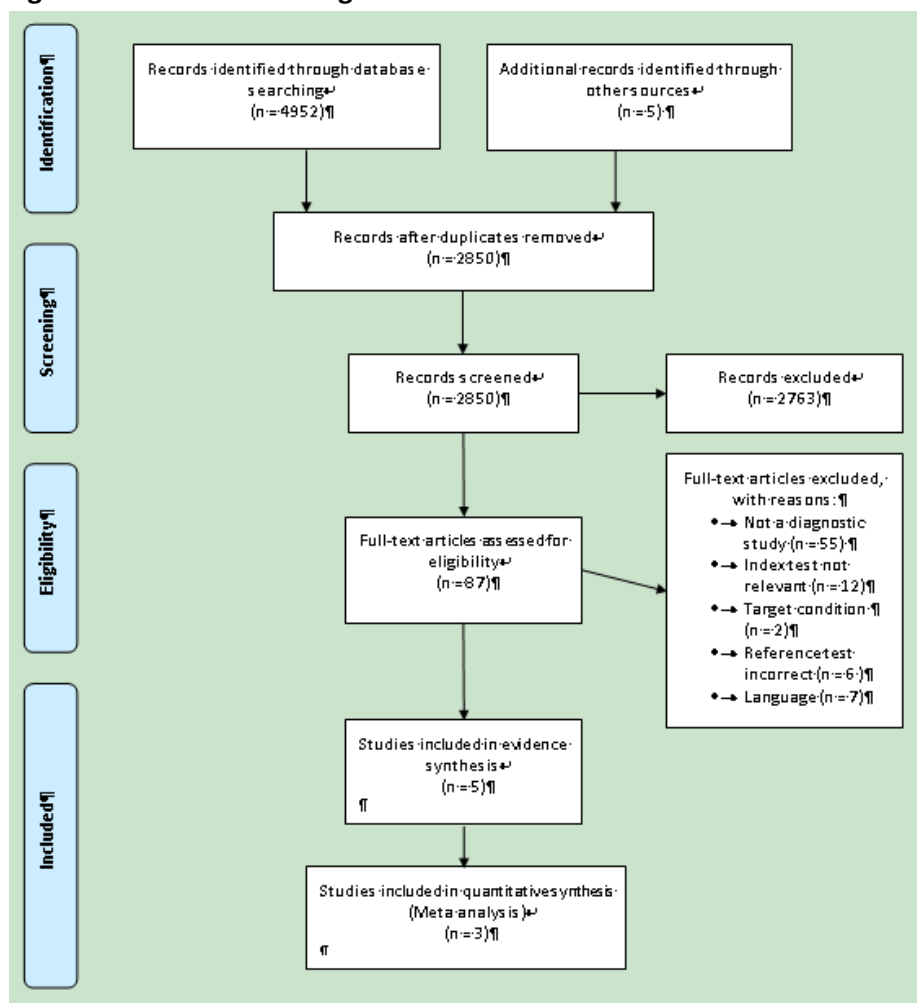 Identification¶
Records·identified·through·database·
searching↵
(n·=·4952)¶
Additional·records·identified·through·
other·sources↵
(n·=·5)·¶
Records·after·duplicates·removed↵
(n·=·2850)¶
Screening¶
Records·screened↵
(n·=·2850)¶
Records·excluded↵
(n·=·2763)¶
Eligibility¶
Full-text·articles·assessed·for·
eligibility↵
(n·=87)¶
Full-text·articles·excluded,·
with·reasons:¶
•→Not·a·diagnostic·
study·(n·=·55)·¶
•→Index·test·not·
relevant·(n·=·12)¶
•→Target·condition·¶
(n·=·2)¶
•→Reference·test·
incorrect·(n·=·6·)¶
•→Language·(n·=·7)¶
Included¶
Studies·included·in·evidence·
synthesis↵
(n·=·5)¶
¶
Studies·included·in·quantitative·synthesis·
(Meta·analysis)↵
(n·=·3)¶
¶